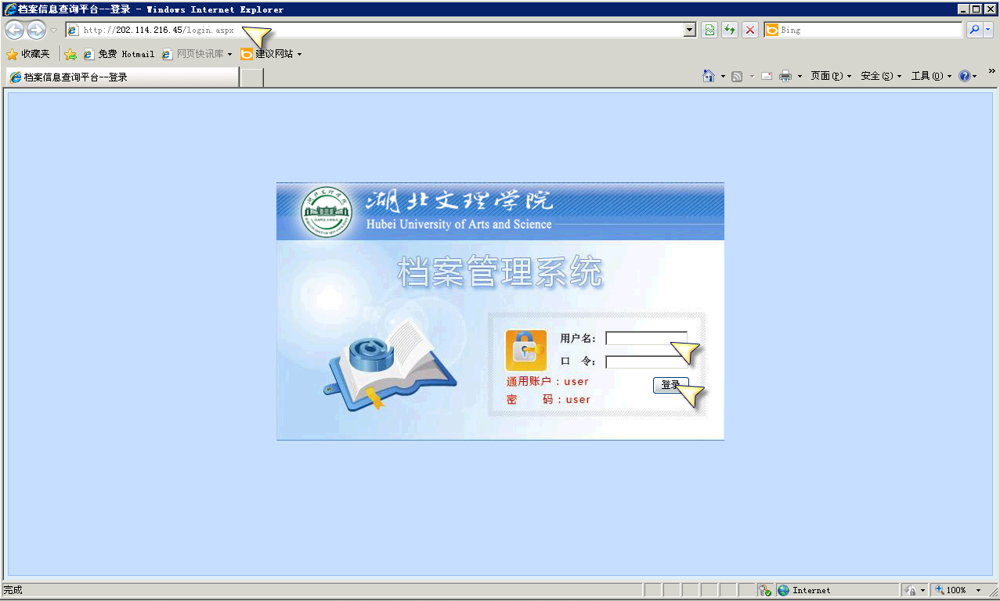 档案信息查询平台--登录 - Windows Internet Explorer
http://202.114.216.45/login.aspx
Bing
收藏夹 免费 Hotmail 网页快讯库 建议网站
档案信息查询平台--登录
页面(P) 安全(S) 工具(O) »
湖北文理学院
Hubei University of Arts and Science
档案管理系统
用户名：
口 令：
通用账户：user
登录
密 码：user
完成
Internet
100%